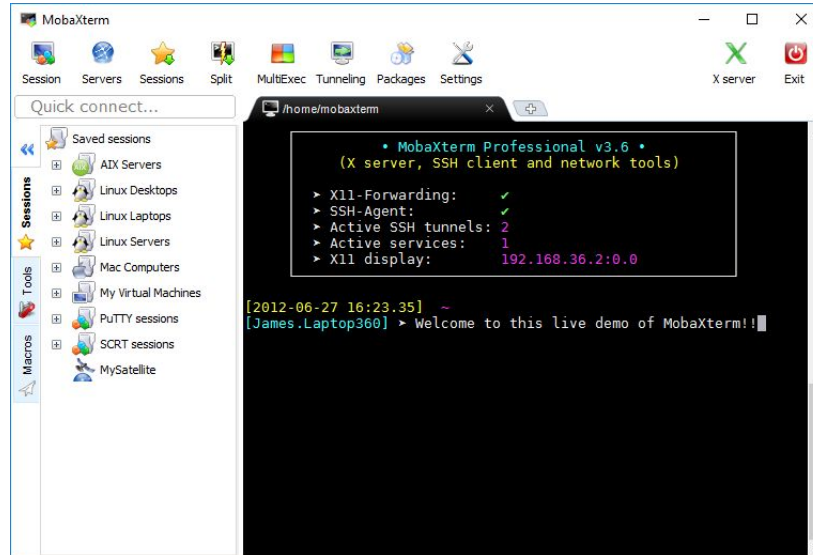 MobaXterm
Session Servers Sessions Split MultiExec Tunneling Packages Settings X server Exit
Quick connect...
/home/mobaxterm
Saved sessions
AIX Servers
Linux Desktops
Linux Laptops
Linux Servers
Mac Computers
My Virtual Machines
PuTTY sessions
SCRT sessions
MySatellite
Sessions
Tools
Macros
• MobaXterm Professional v3.6 •
(X server, SSH client and network tools)
➤ X11-Forwarding: ✔
➤ SSH-Agent: ✔
➤ Active SSH tunnels: 2
➤ Active services: 1
➤ X11 display: 192.168.36.2:0.0
[2012-06-27 16:23.35] ~
[James.Laptop360] ➤ Welcome to this live demo of MobaXterm!!